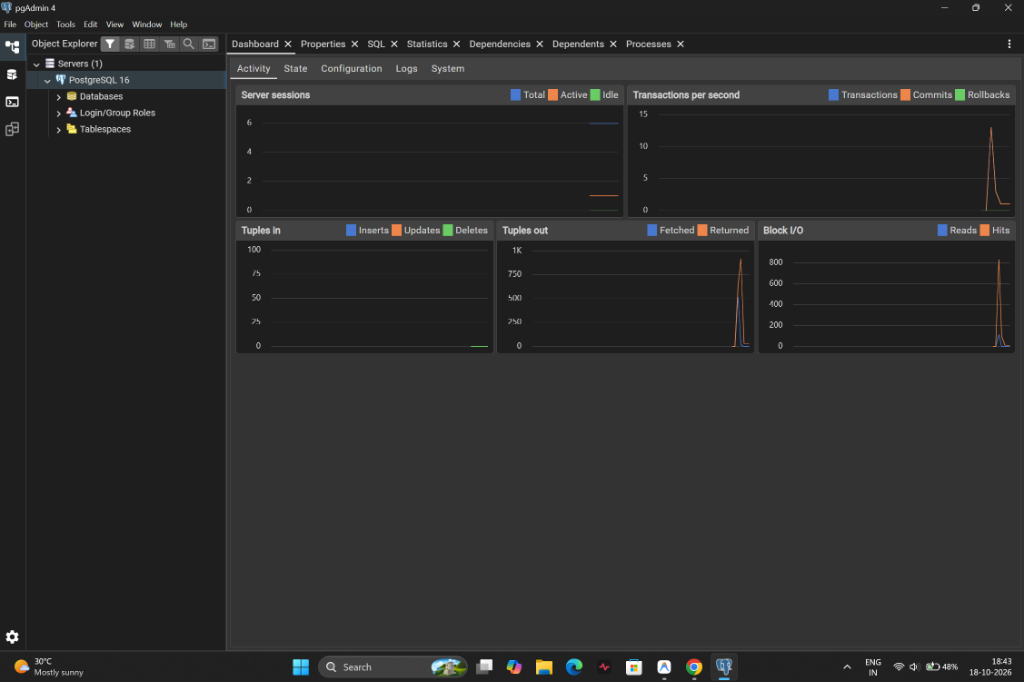 pgAdmin 4
File Object Tools Edit View Window Help
Object Explorer
Servers (1)
PostgreSQL 16
Databases
Login/Group Roles
Tablespaces
Dashboard Properties SQL Statistics Dependencies Dependents Processes
Activity State Configuration Logs System
Server sessions Total Active Idle
6
4
2
0
Transactions per second Transactions Commits Rollbacks
15
10
5
0
Tuples in Inserts Updates Deletes
100
75
50
25
0
Tuples out Fetched Returned
1K
750
500
250
0
Block I/O Reads Hits
800
600
400
200
0
30°C
Mostly sunny
Search
ENG
IN
48%
18:43
18-10-2026